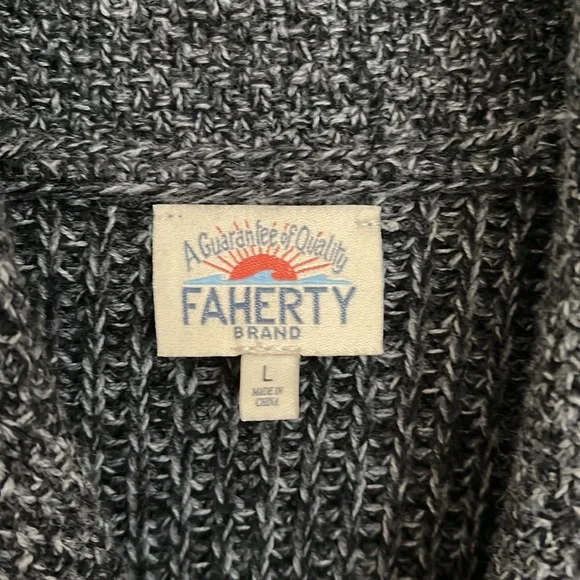 A Guarantee of Quality
FAHERTY
BRAND
L
MADE IN
CHINA